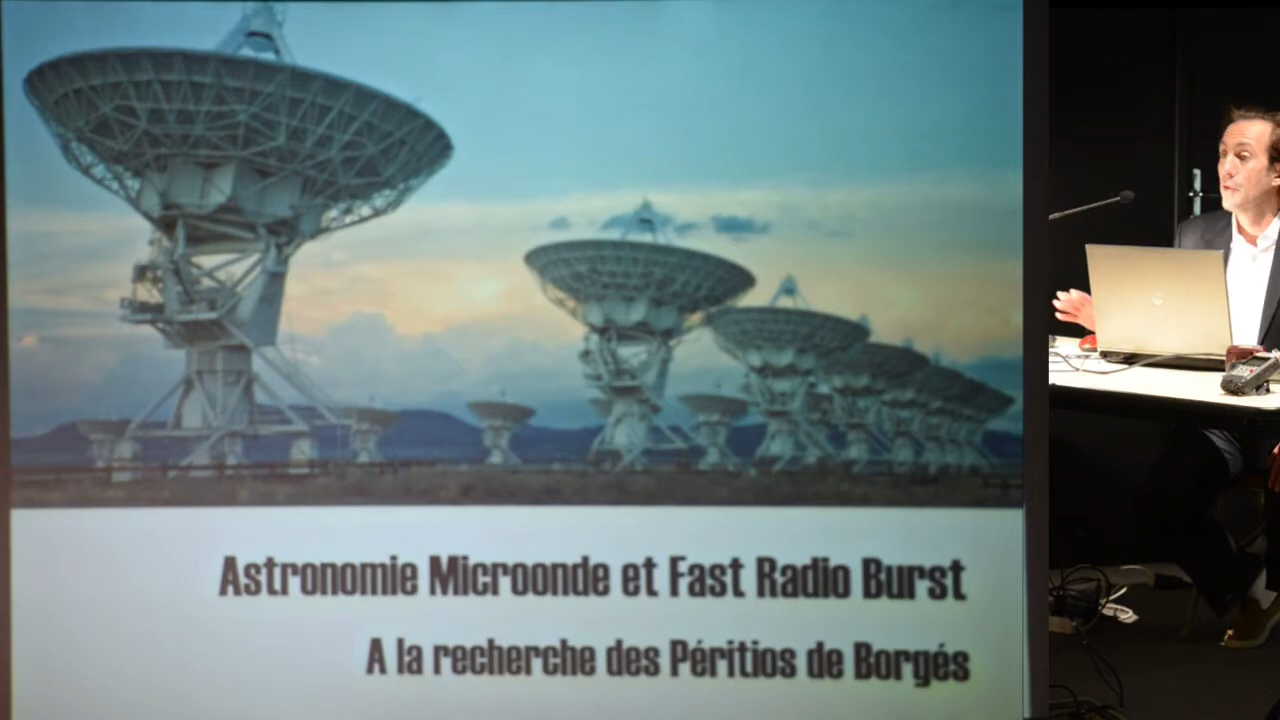 Astronomie Microonde et Fast Radio Burst
A la recherche des Péritios de Borgés